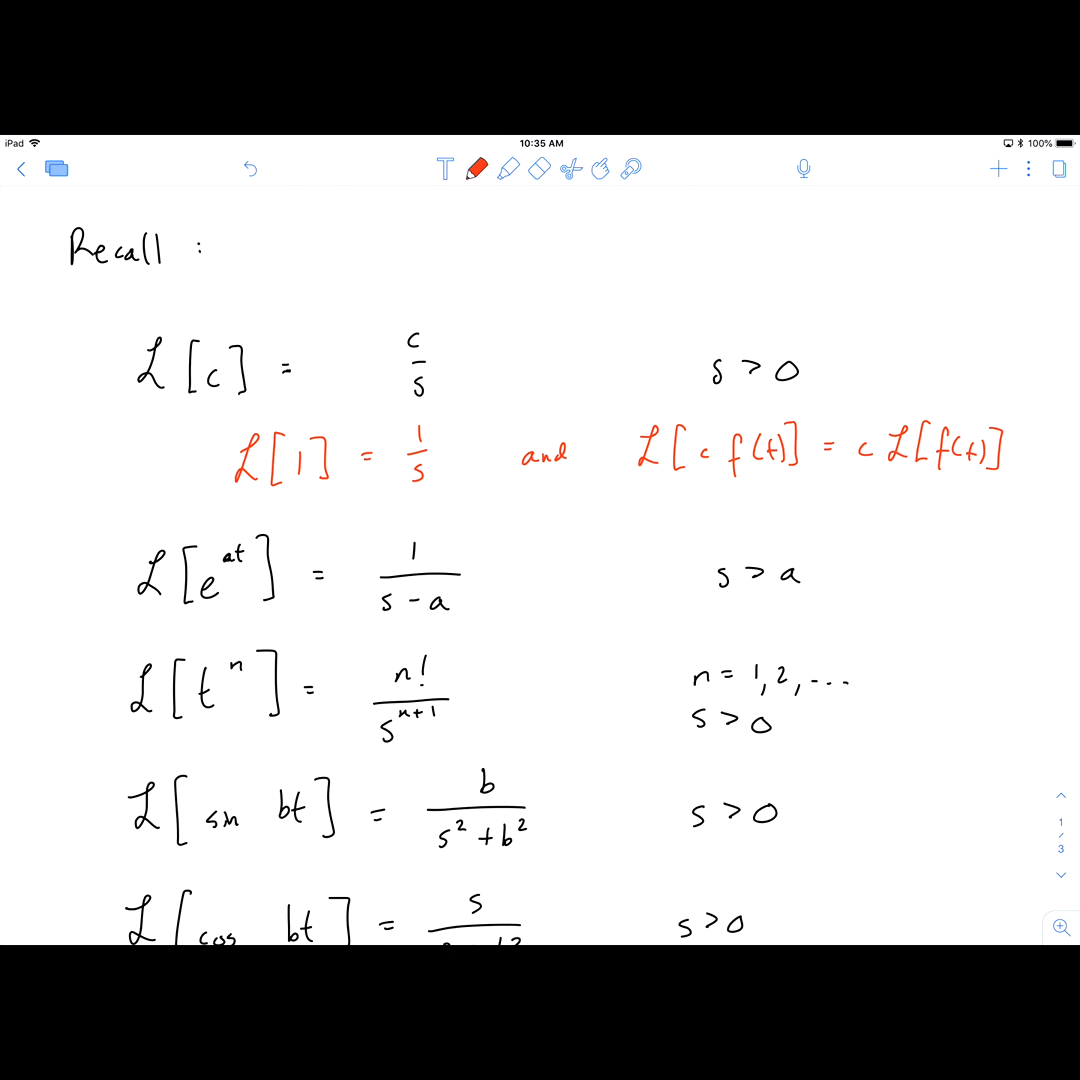 iPad 10:35 AM 100%
T
Recall :
ℒ[c] = c/s s > 0
ℒ[1] = 1/s and ℒ[c f(t)] = c ℒ[f(t)]
ℒ[e^{at}] = 1/(s - a) s > a
ℒ[t^n] = n!/s^{n+1} n = 1, 2, ... s > 0
ℒ[sin bt] = b/(s² + b²) s > 0
1
/
3
ℒ[cos bt] = s/ s > 0